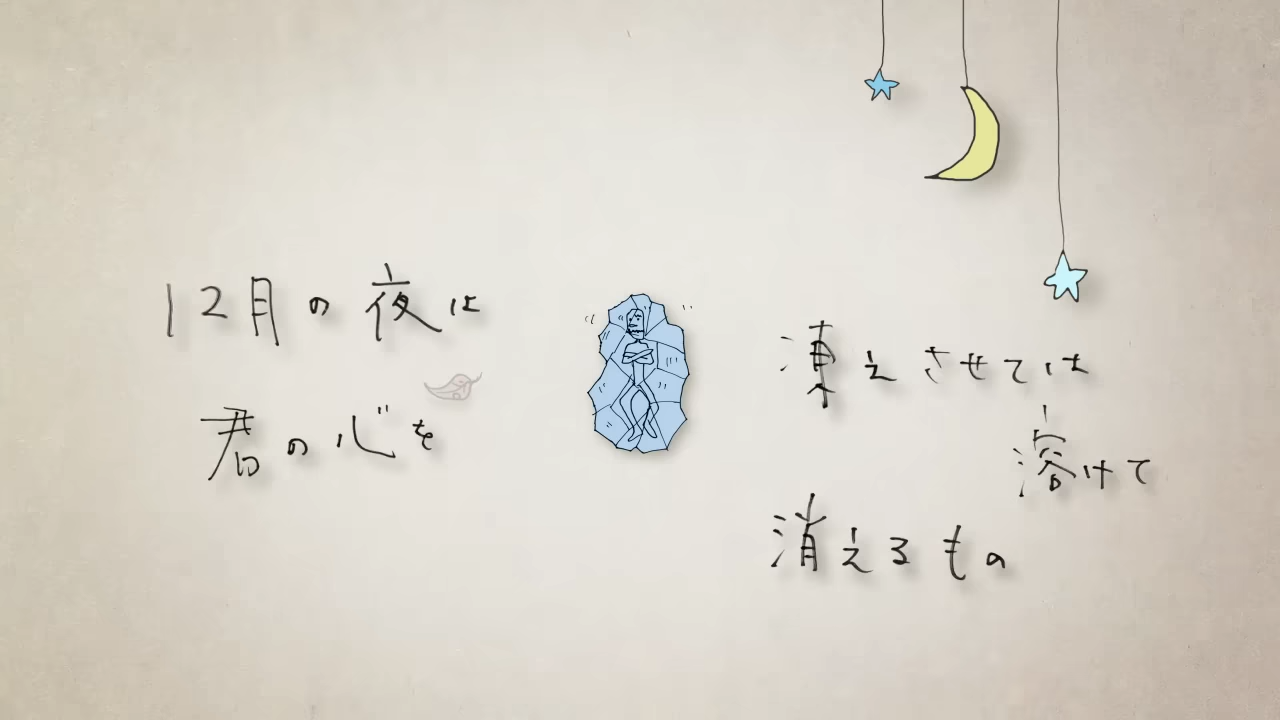 12月の夜は
君の心を
凍えさせては
溶けて
消えるもの